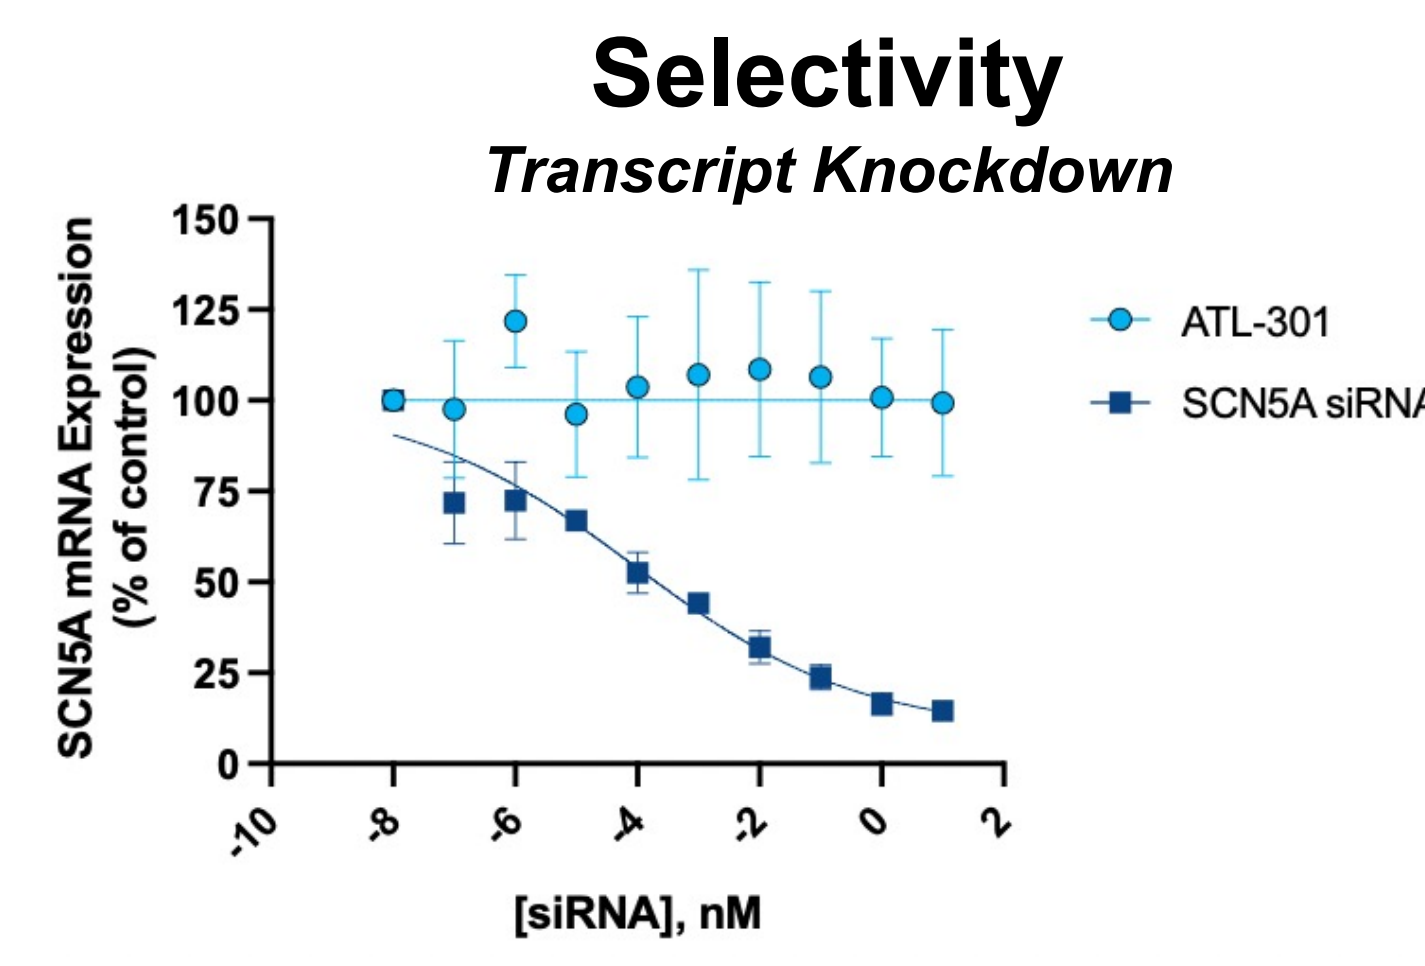 Selectivity
Transcript Knockdown
SCN5A mRNA Expression
(% of control)
150
125
100
75
50
25
0
-10
-8
-6
-4
-2
0
2
[siRNA], nM
ATL-301
SCN5A siRNA